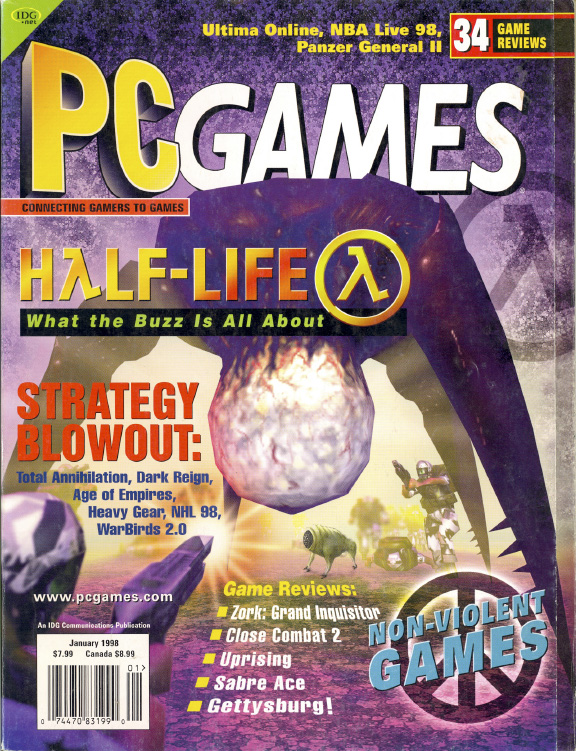 IDG
.net
Ultima Online, NBA Live 98,
Panzer General II
34 GAME
REVIEWS
PC GAMES
CONNECTING GAMERS TO GAMES
HλLF-LIFE λ
What the Buzz Is All About
STRATEGY
BLOWOUT:
Total Annihilation, Dark Reign,
Age of Empires,
Heavy Gear, NHL 98,
WarBirds 2.0
www.pcgames.com
An IDG Communications Publication
January 1998
$7.99 Canada $8.99
01>
0 74470 83199 0
Game Reviews:
Zork: Grand Inquisitor
Close Combat 2
Uprising
Sabre Ace
Gettysburg!
NON-VIOLENT
GAMES